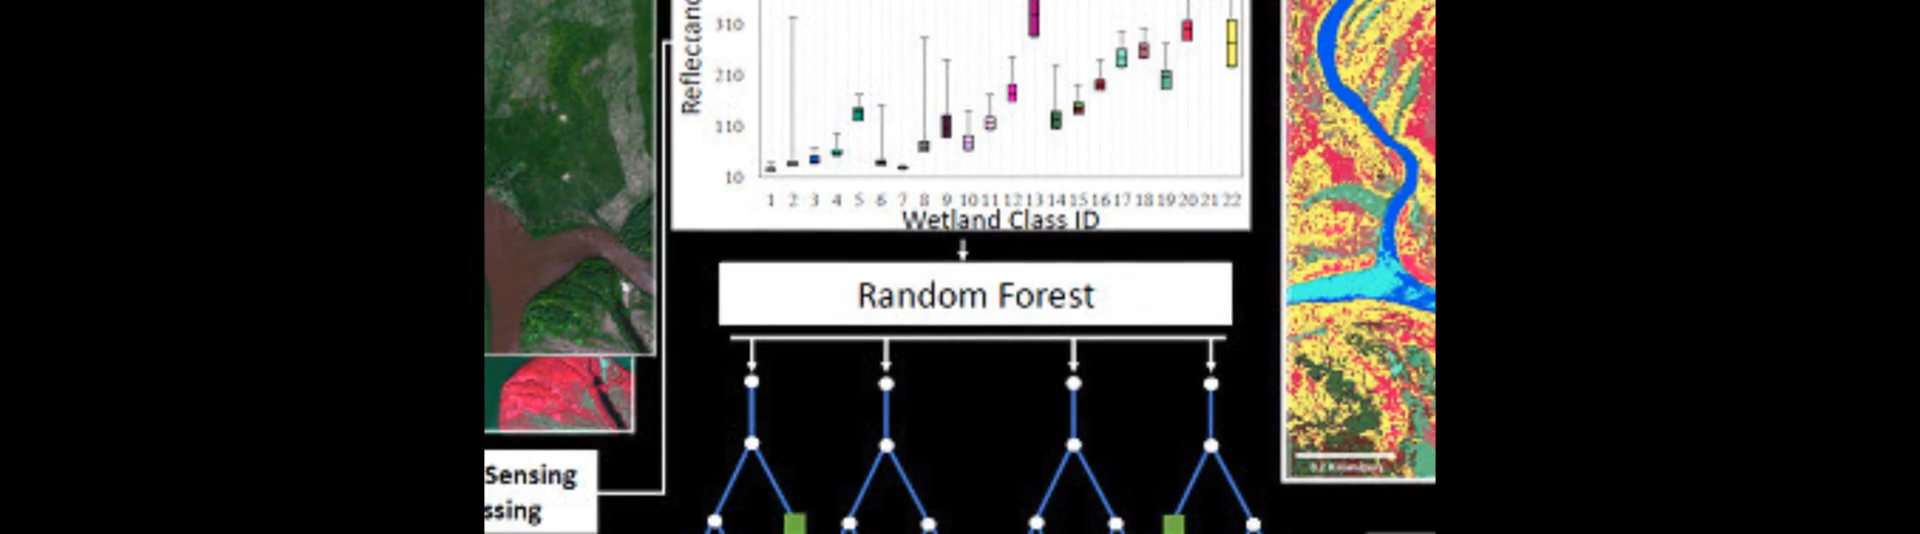 Reflectanc
310
210
110
10
1 2 3 4 5 6 7 8 9 10 11 12 13 14 15 16 17 18 19 20 21 22
Wetland Class ID
Random Forest
Sensing
ssing